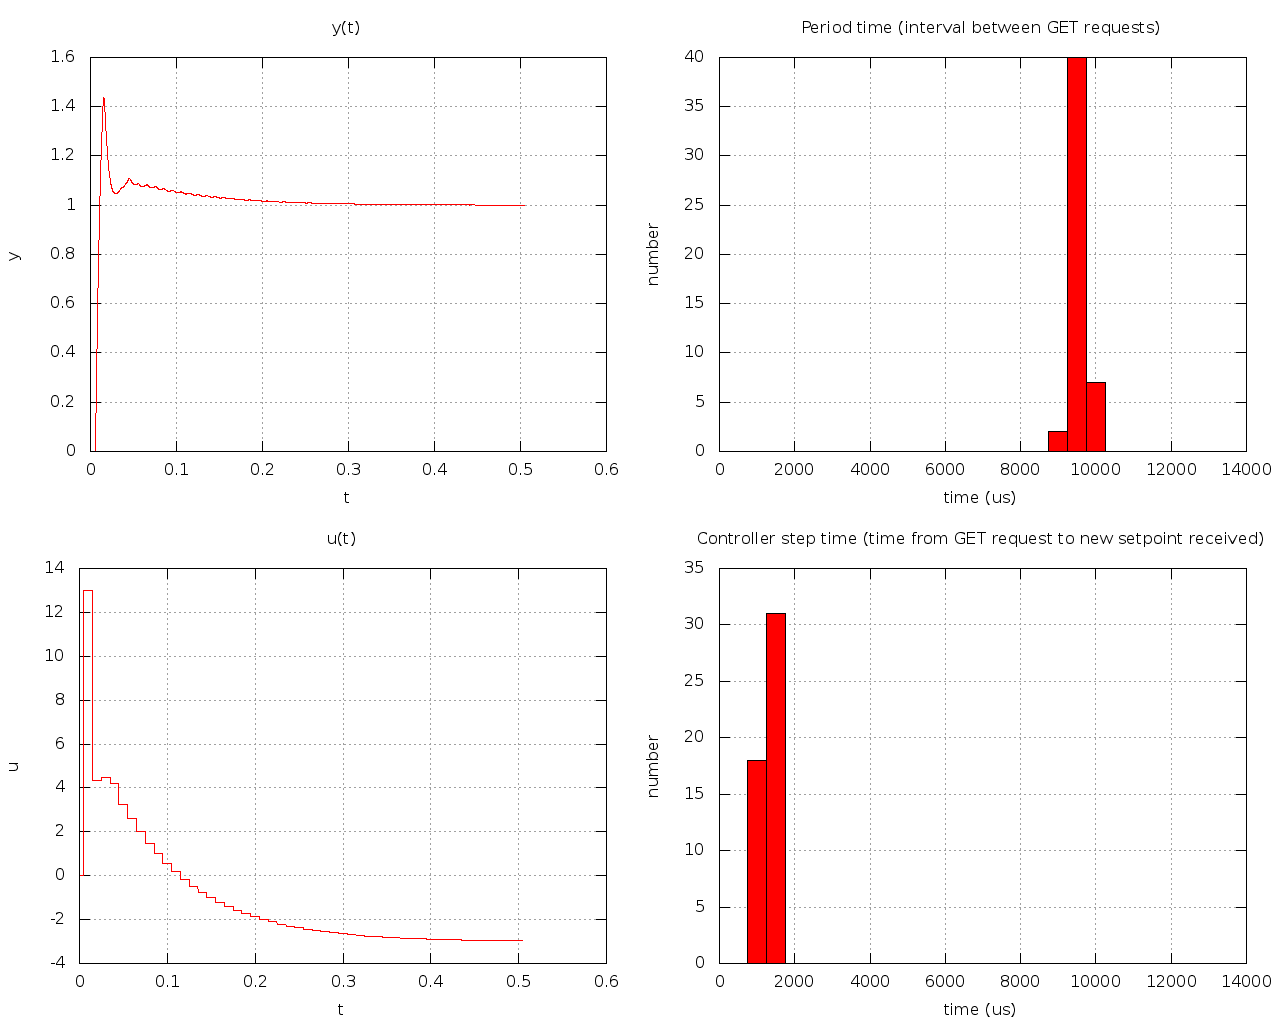 y(t)
1.6
1.4
1.2
1
0.8
0.6
0.4
0.2
0
y
0 0.1 0.2 0.3 0.4 0.5 0.6
t
Period time (interval between GET requests)
40
35
30
25
20
15
10
5
0
number
0 2000 4000 6000 8000 10000 12000 14000
time (us)
u(t)
14
12
10
8
6
4
2
0
-2
-4
u
0 0.1 0.2 0.3 0.4 0.5 0.6
t
Controller step time (time from GET request to new setpoint received)
35
30
25
20
15
10
5
0
number
0 2000 4000 6000 8000 10000 12000 14000
time (us)